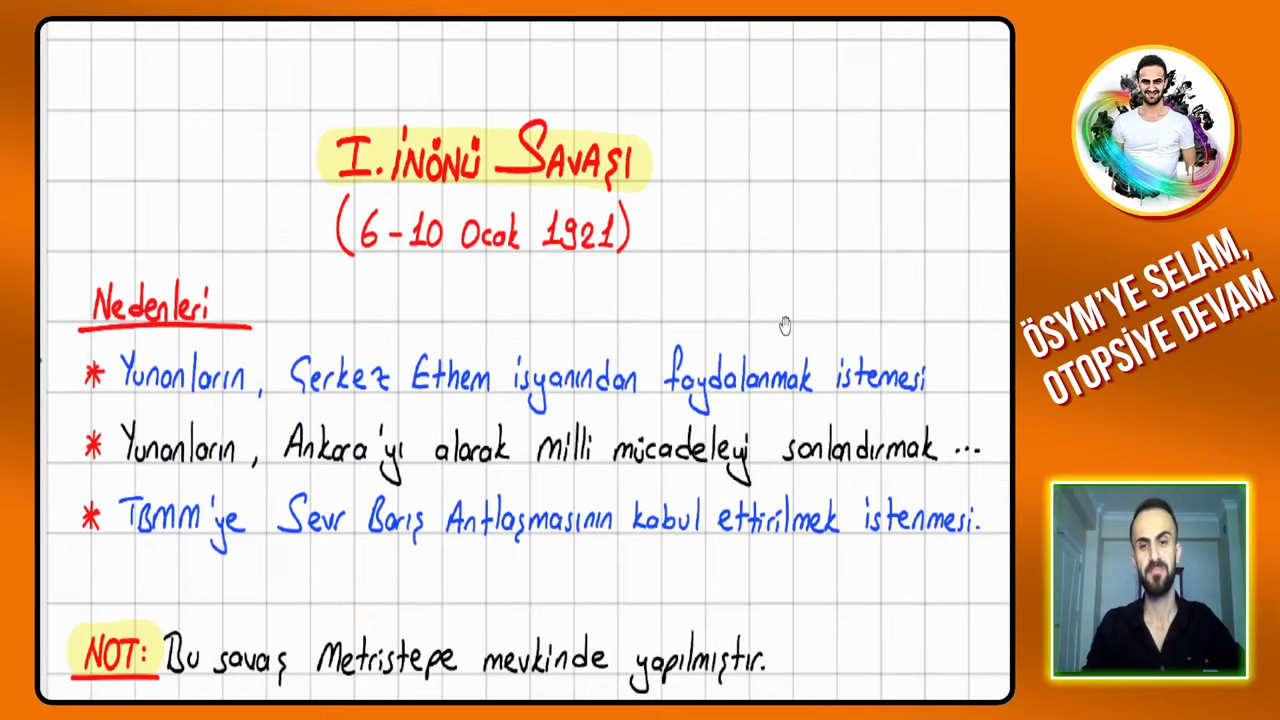 I. İNÖNÜ SAVAŞI
(6-10 Ocak 1921)
Nedenleri
* Yunanların, Çerkez Ethem isyanından faydalanmak istemesi
* Yunanların, Ankara'yı alarak milli mücadeleyi sonlandırmak ...
* TBMM'ye Sevr Barış Antlaşmasının kabul ettirilmek istenmesi.
NOT: Bu savaş Metristepe mevkinde yapılmıştır.
ÖSYM'YE SELAM,
OTOPSİYE DEVAM